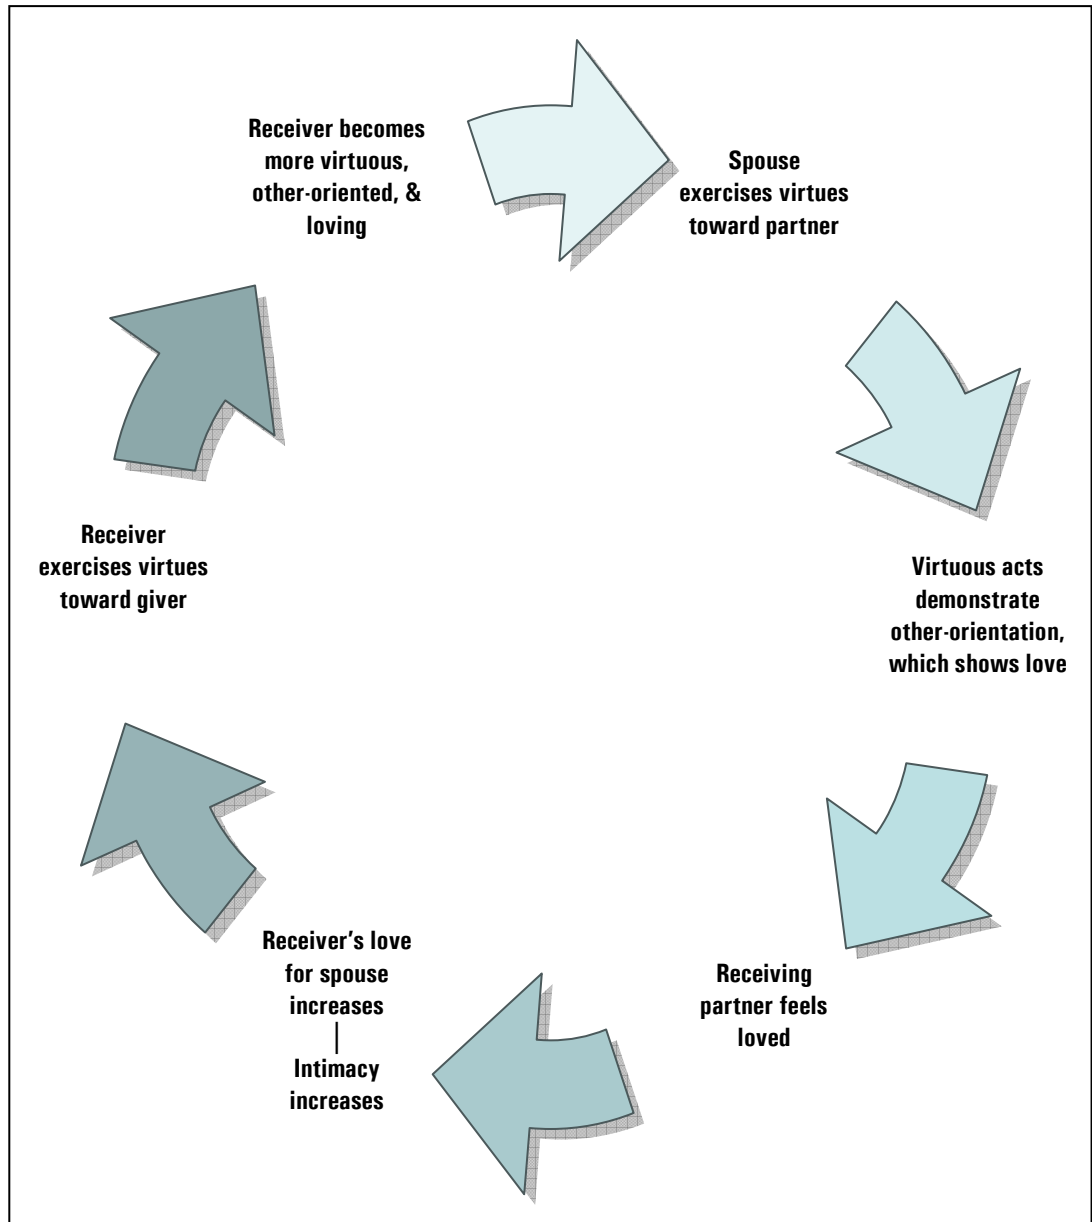 Receiver becomes
more virtuous,
other-oriented, &
loving
Spouse
exercises virtues
toward partner
Virtuous acts
demonstrate
other-orientation,
which shows love
Receiving
partner feels
loved
Receiver’s love
for spouse
increases
Intimacy
increases
Receiver
exercises virtues
toward giver